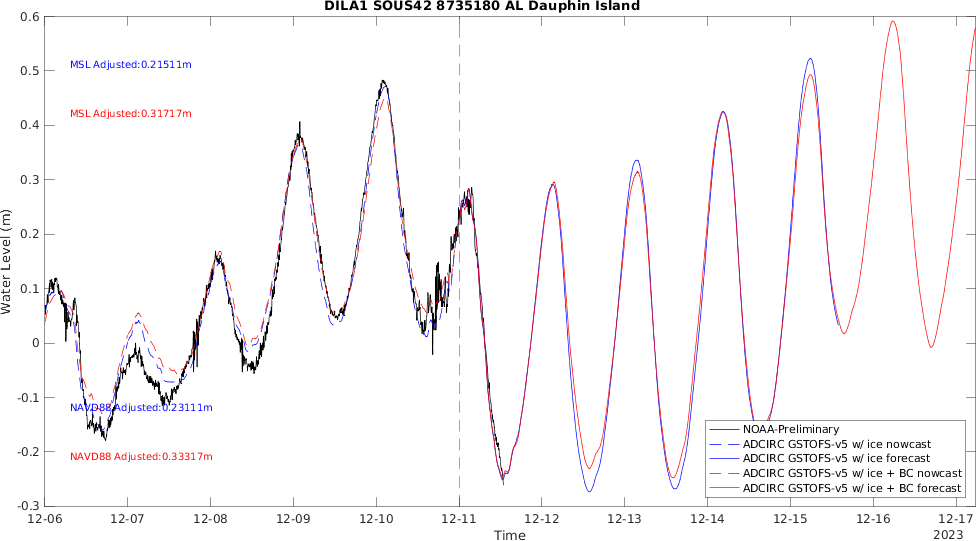 DILA1 SOUS42 8735180 AL Dauphin Island
0.6
0.5
0.4
0.3
0.2
0.1
0
-0.1
-0.2
-0.3
Water Level (m)
MSL Adjusted:0.21511m
MSL Adjusted:0.31717m
NAVD88 Adjusted:0.23111m
NAVD88 Adjusted:0.33317m
NOAA-Preliminary
ADCIRC GSTOFS-v5 w/ ice nowcast
ADCIRC GSTOFS-v5 w/ ice forecast
ADCIRC GSTOFS-v5 w/ ice + BC nowcast
ADCIRC GSTOFS-v5 w/ ice + BC forecast
12-06 12-07 12-08 12-09 12-10 12-11 12-12 12-13 12-14 12-15 12-16 12-17
Time 2023